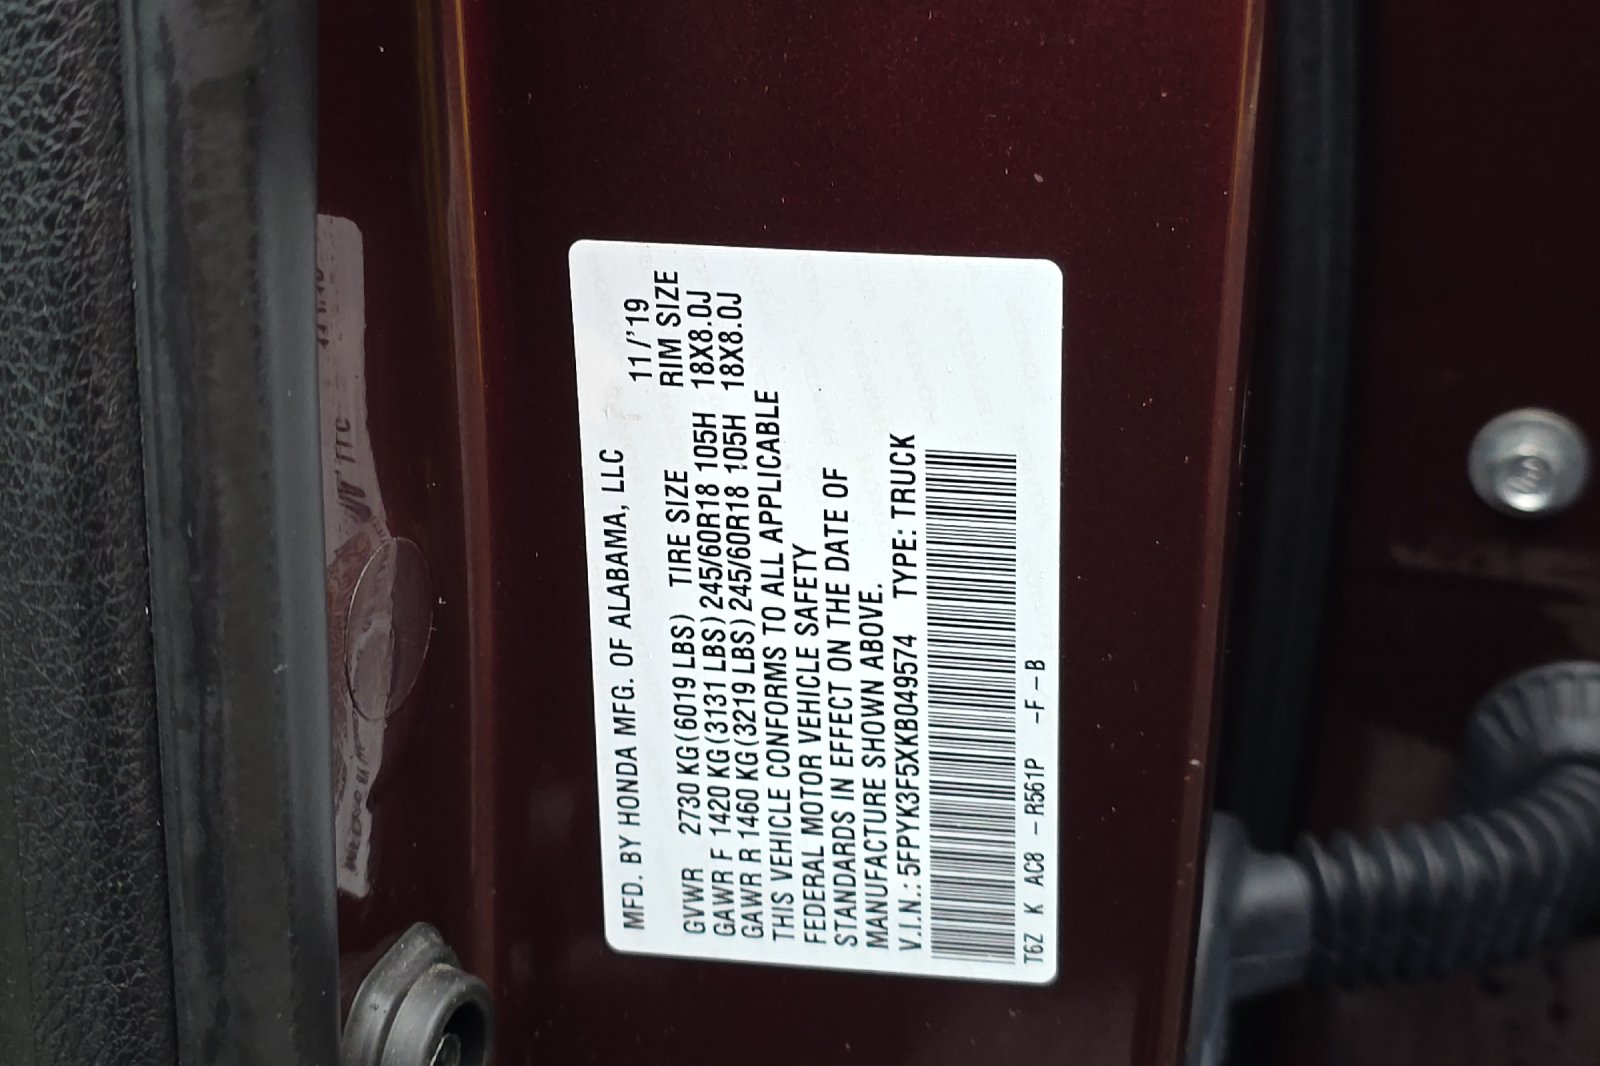 MFD. BY HONDA MFG. OF ALABAMA, LLC 11/'19
GVWR 2730 KG (6019 LBS) TIRE SIZE RIM SIZE
GAWR F 1420 KG (3131 LBS) 245/60R18 105H 18X8.0J
GAWR R 1460 KG (3219 LBS) 245/60R18 105H 18X8.0J
THIS VEHICLE CONFORMS TO ALL APPLICABLE
FEDERAL MOTOR VEHICLE SAFETY
STANDARDS IN EFFECT ON THE DATE OF
MANUFACTURE SHOWN ABOVE.
V.I.N.: 5FPYK3F5XKB049574 TYPE: TRUCK
T6Z K AC8 - R561P - F - B